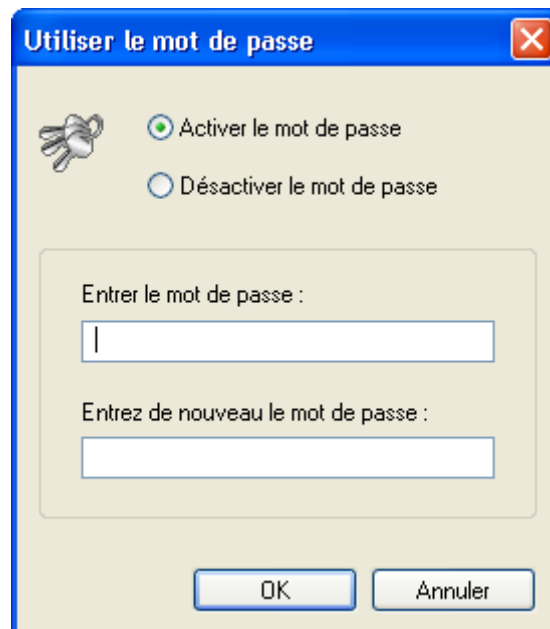 Utiliser le mot de passe
Activer le mot de passe
Désactiver le mot de passe
Entrer le mot de passe :
Entrez de nouveau le mot de passe :
OK
Annuler